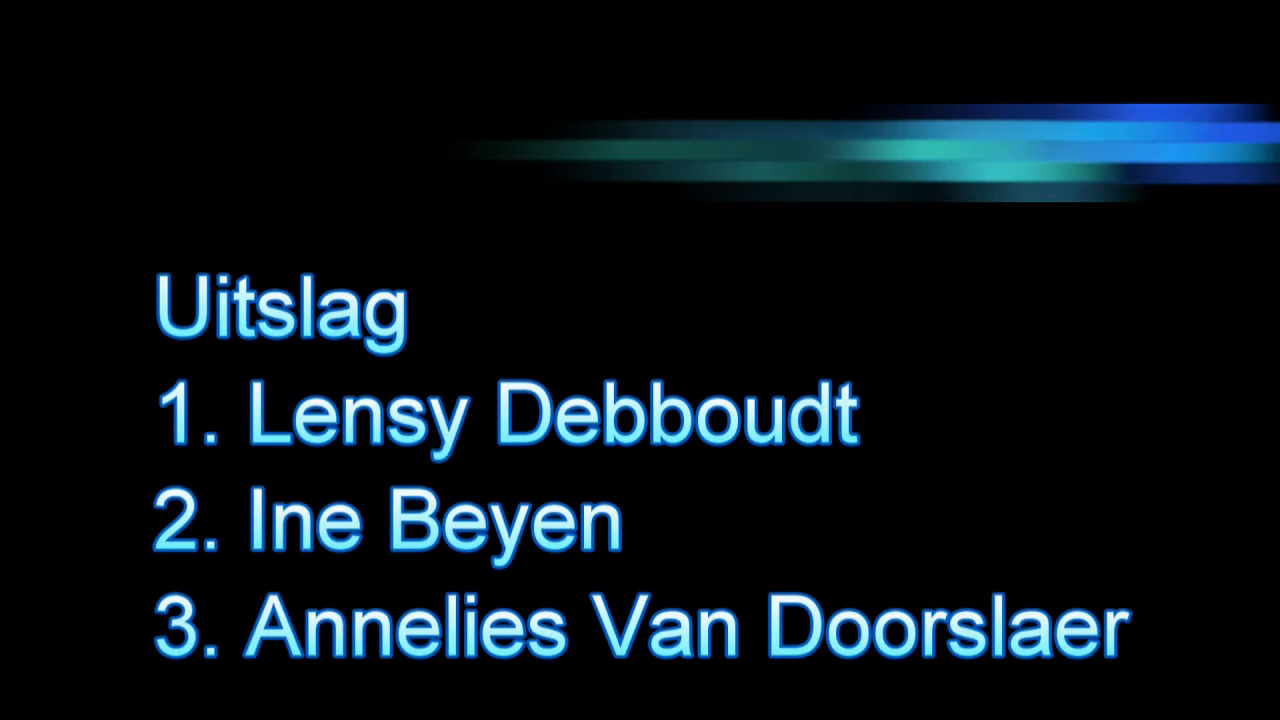 Uitslag
1. Lensy Debboudt
2. Ine Beyen
3. Annelies Van Doorslaer